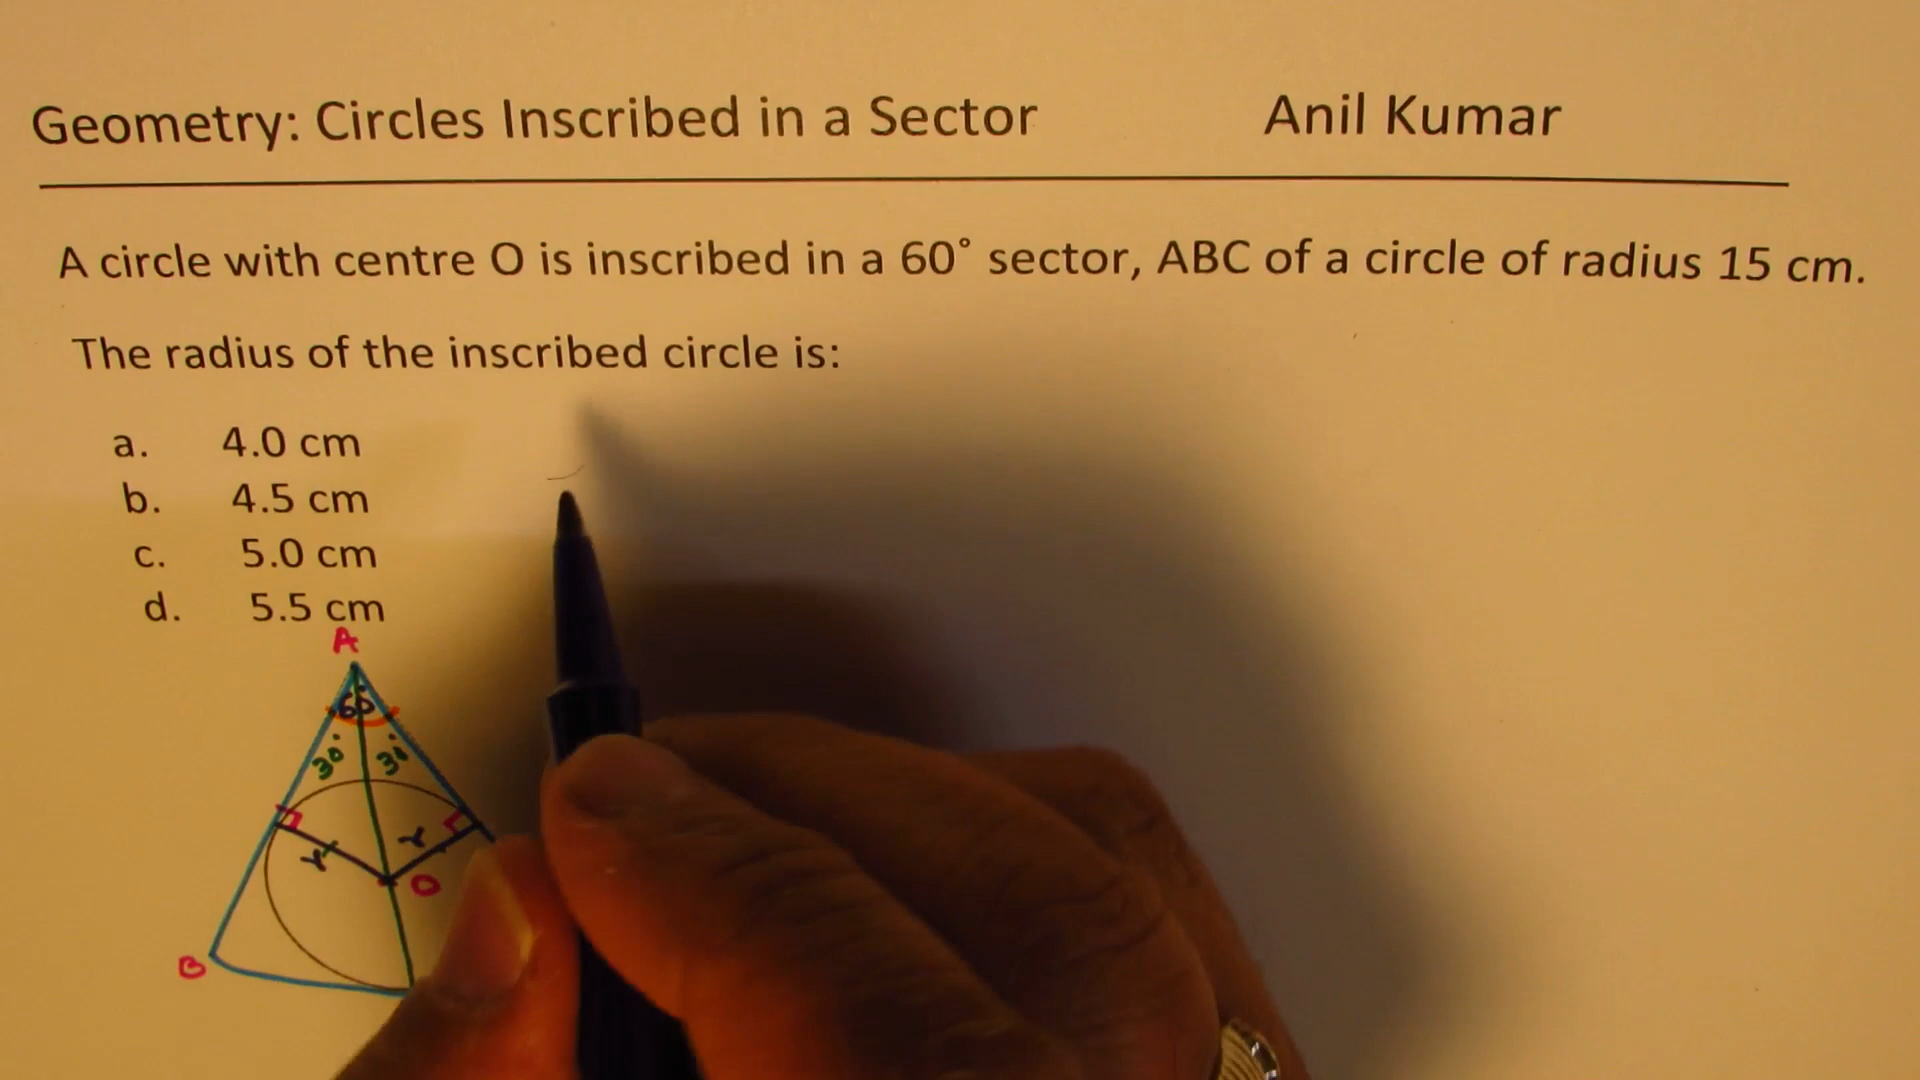 Geometry: Circles Inscribed in a Sector Anil Kumar
A circle with centre O is inscribed in a 60° sector, ABC of a circle of radius 15 cm.
The radius of the inscribed circle is:
a. 4.0 cm
b. 4.5 cm
c. 5.0 cm
d. 5.5 cm
A
60
30° 30°
r r
O
B